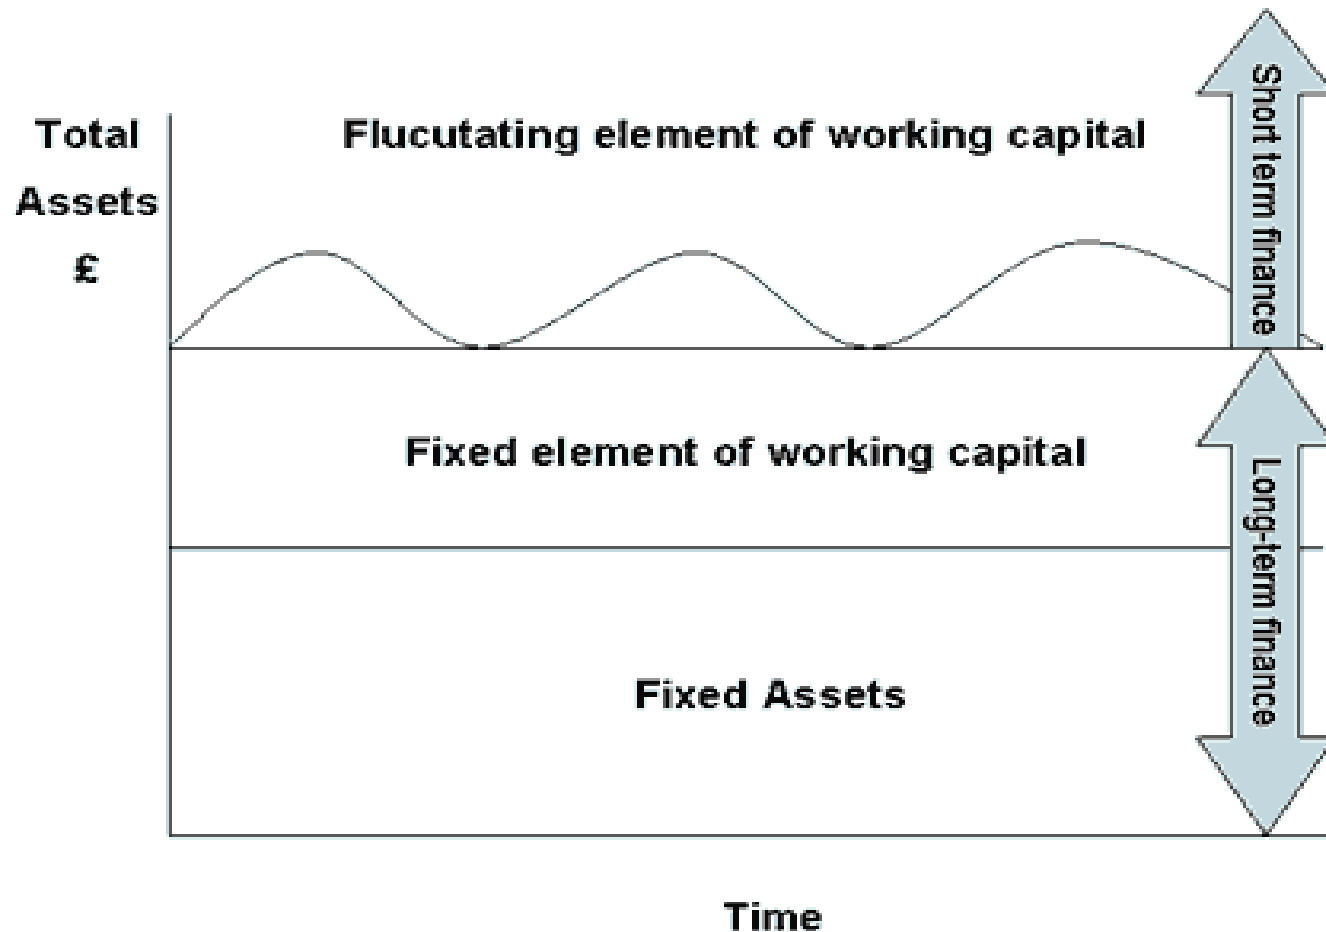 Total
Assets
£
Flucutating element of working capital
Short term finance
Fixed element of working capital
Long-term finance
Fixed Assets
Time